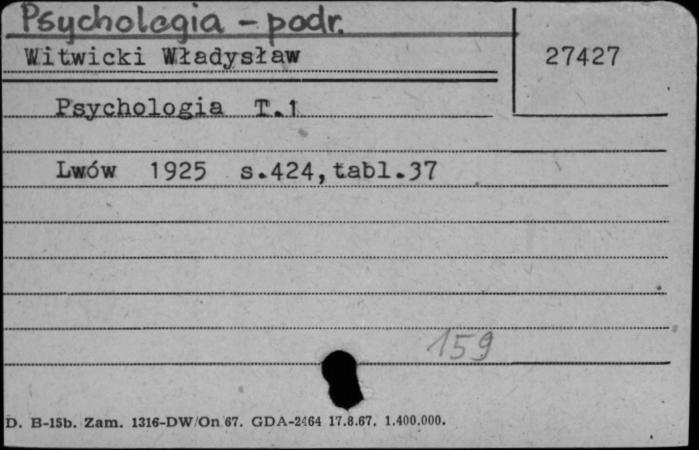 Psychologia - podr.
Witwicki Władysław
27427
Psychologia T.1
Lwów 1925 s.424,tabl.37
159
D. B-15b. Zam. 1316-DW/On 67. GDA-2464 17.8.67. 1.400.000.